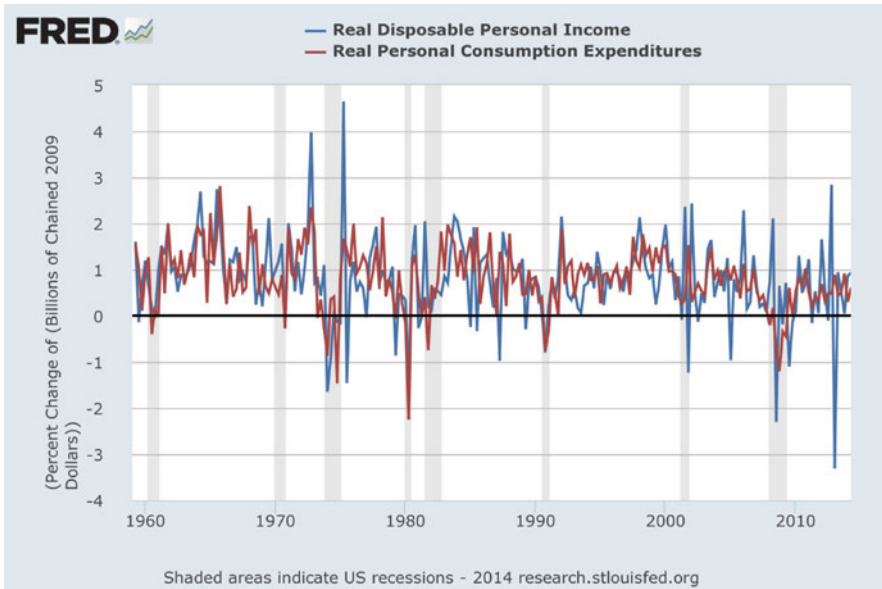 FRED
Real Disposable Personal Income
Real Personal Consumption Expenditures
(Percent Change of (Billions of Chained 2009
Dollars))
5
4
3
2
1
0
-1
-2
-3
-4
1960 1970 1980 1990 2000 2010
Shaded areas indicate US recessions - 2014 research.stlouisfed.org